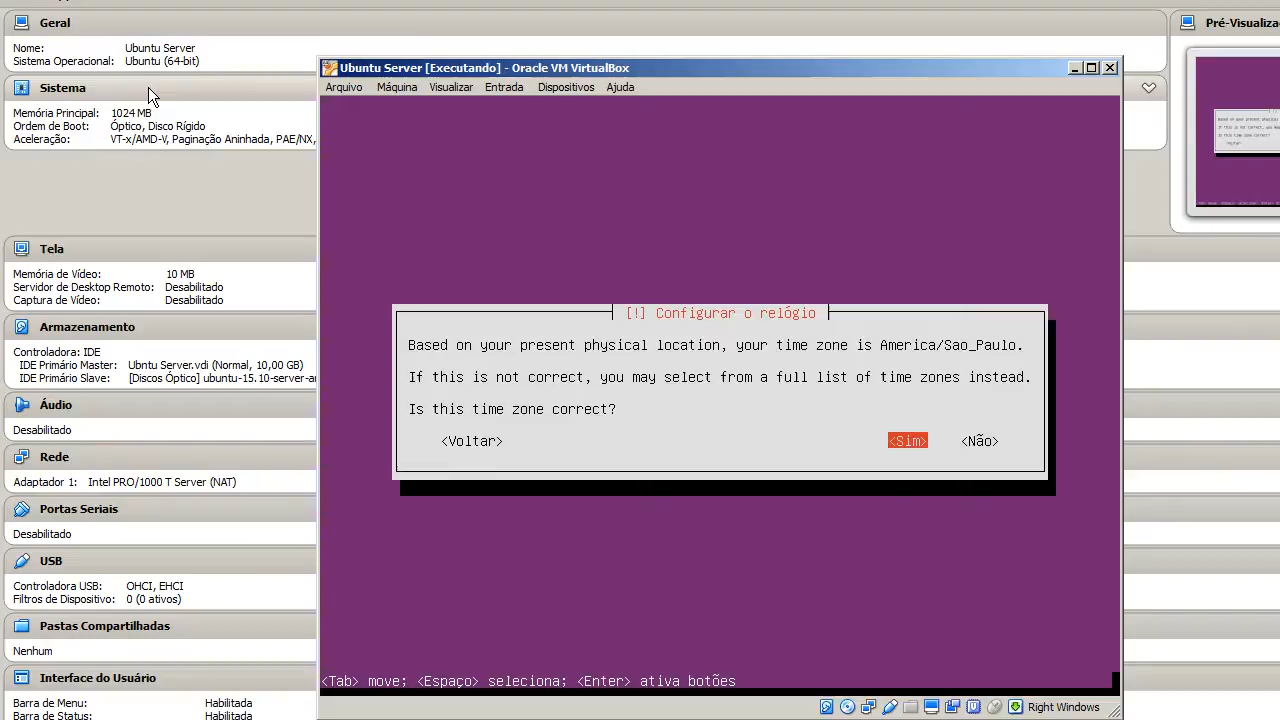 Geral
Nome: Ubuntu Server
Sistema Operacional: Ubuntu (64-bit)
Sistema
Memória Principal: 1024 MB
Ordem de Boot: Óptico, Disco Rígido
Aceleração: VT-x/AMD-V, Paginação Aninhada, PAE/NX,
Tela
Memória de Vídeo: 10 MB
Servidor de Desktop Remoto: Desabilitado
Captura de Vídeo: Desabilitado
Armazenamento
Controladora: IDE
IDE Primário Master: Ubuntu Server.vdi (Normal, 10,00 GB)
IDE Primário Slave: [Discos Óptico] ubuntu-15.10-server-am
Áudio
Desabilitado
Rede
Adaptador 1: Intel PRO/1000 T Server (NAT)
Portas Seriais
Desabilitado
USB
Controladora USB: OHCI, EHCI
Filtros de Dispositivo: 0 (0 ativos)
Pastas Compartilhadas
Nenhum
Interface do Usuário
Barra de Menu: Habilitada
Barra de Status: Habilitada
Ubuntu Server [Executando] - Oracle VM VirtualBox
Arquivo Máquina Visualizar Entrada Dispositivos Ajuda
[!] Configurar o relógio
Based on your present physical location, your time zone is America/Sao_Paulo.
If this is not correct, you may select from a full list of time zones instead.
Is this time zone correct?
<Voltar> <Sim> <Não>
<Tab> move; <Espaço> seleciona; <Enter> ativa botões
Right Windows
Pré-Visualiza